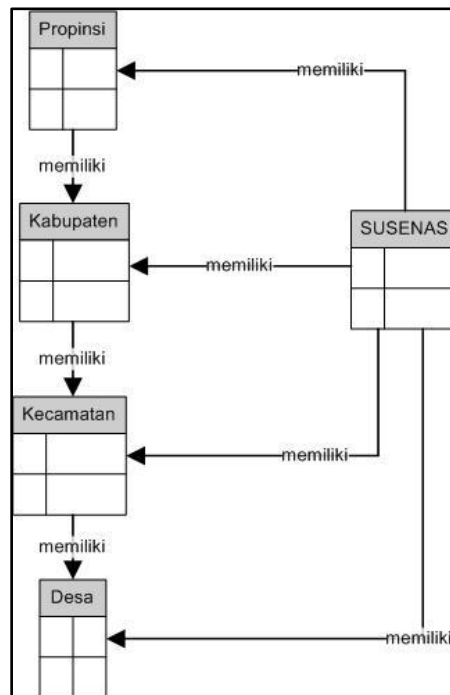 Propinsi
memiliki
memiliki
Kabupaten
SUSENAS
memiliki
memiliki
Kecamatan
memiliki
memiliki
Desa
memiliki